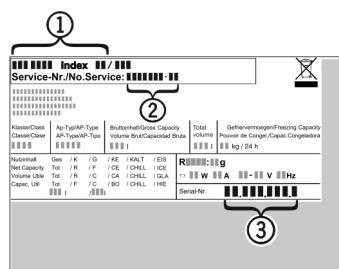 1
Index /
Service-Nr./No.Service: -
2
Klasse/Class Ap-Typ/AP-Type Bruttoinhalt/Gross Capacity Total Gefriervermoegen/Freezing Capacity
Classe/Clase AP-Type/AP-Tipo Volume Brut/Capacidad Bruta volume Pouvoir de Congel./Capac.Congeladora
l l kg / 24 h
Nutzinhalt Ges / K / G / KE / KALT / EIS
Net.Capacity Tot / R / F / CE / CHILL / ICE
Volume Utile Tot / R / C / CA / CHILL / GLA
Capac. Util Tot / F / C / BO / CHILL / HIE
l / l
R : g
W A - V Hz
Serial-Nr. . . .
3